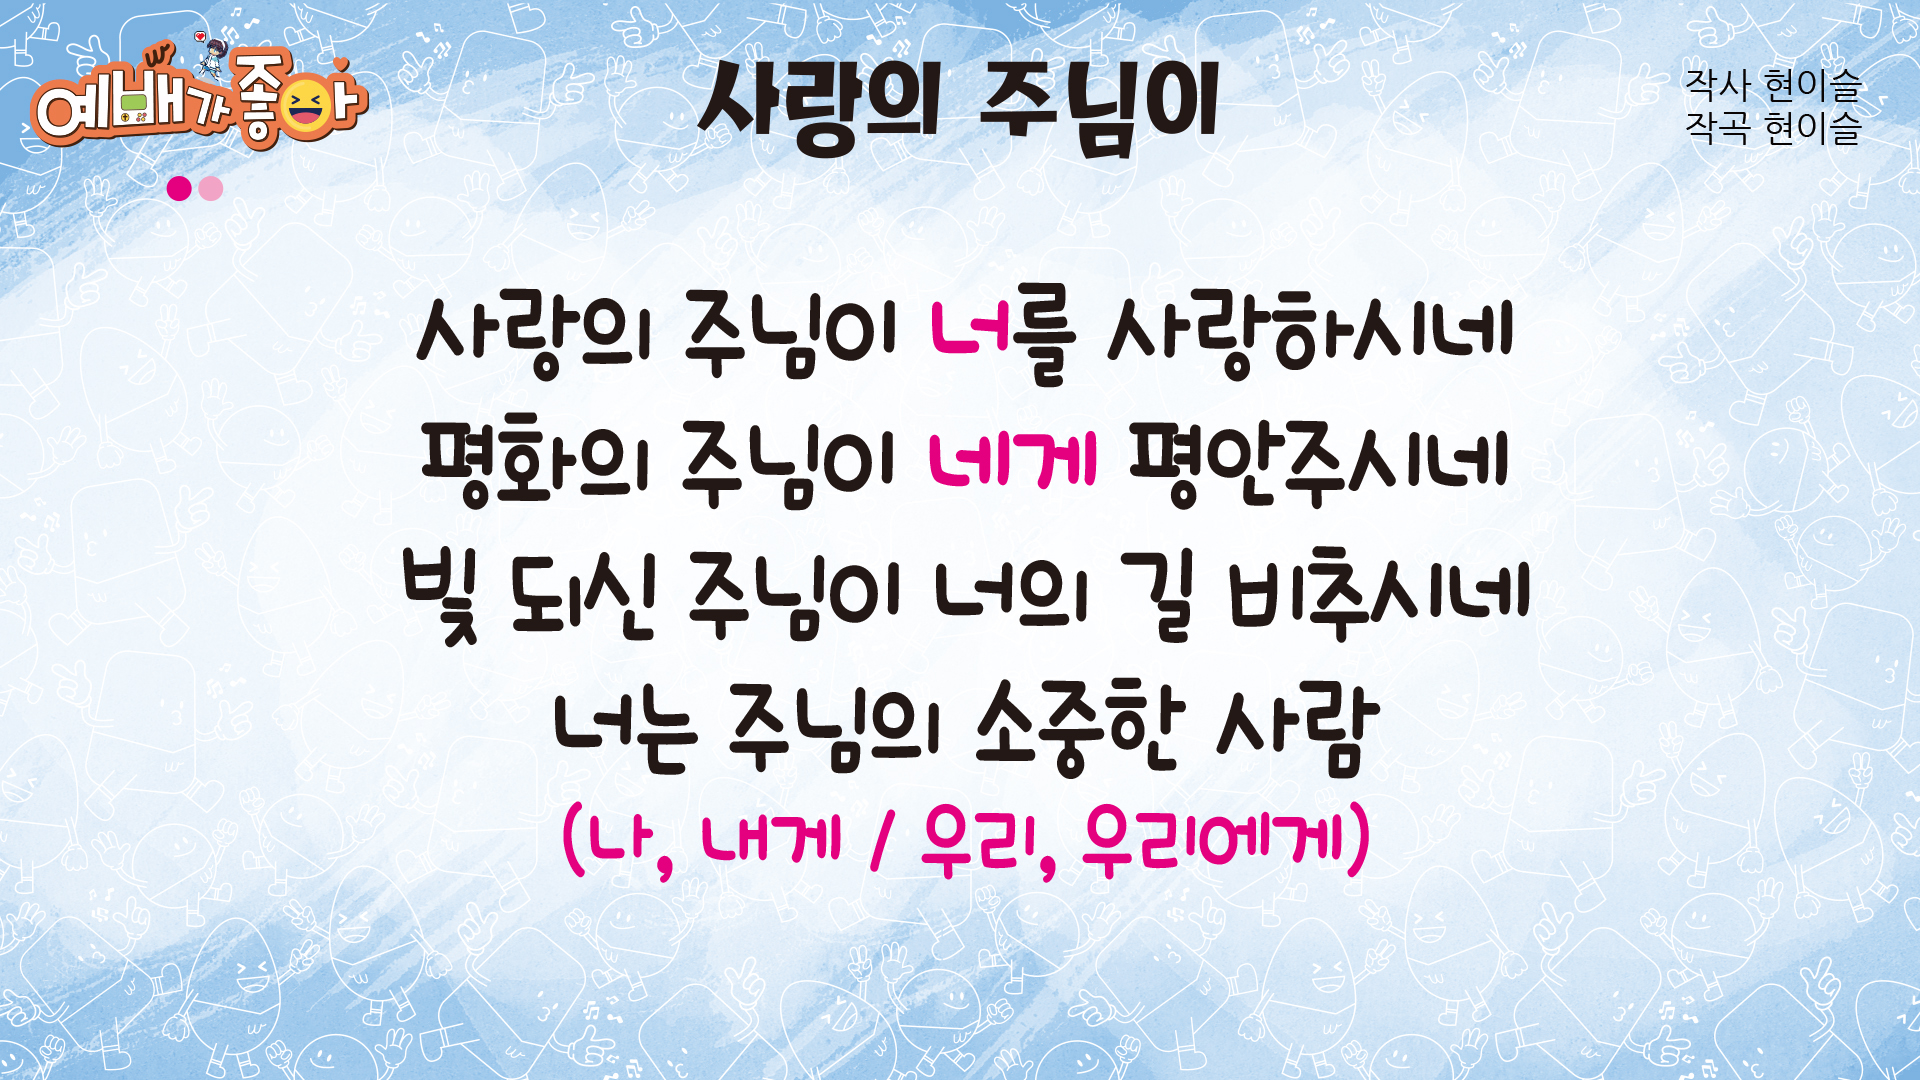 예배가 좋아
사랑의 주님이
작사 현이슬
작곡 현이슬
사랑의 주님이 너를 사랑하시네
평화의 주님이 네게 평안주시네
빛 되신 주님이 너의 길 비추시네
너는 주님의 소중한 사람
(나, 내게 / 우리, 우리에게)